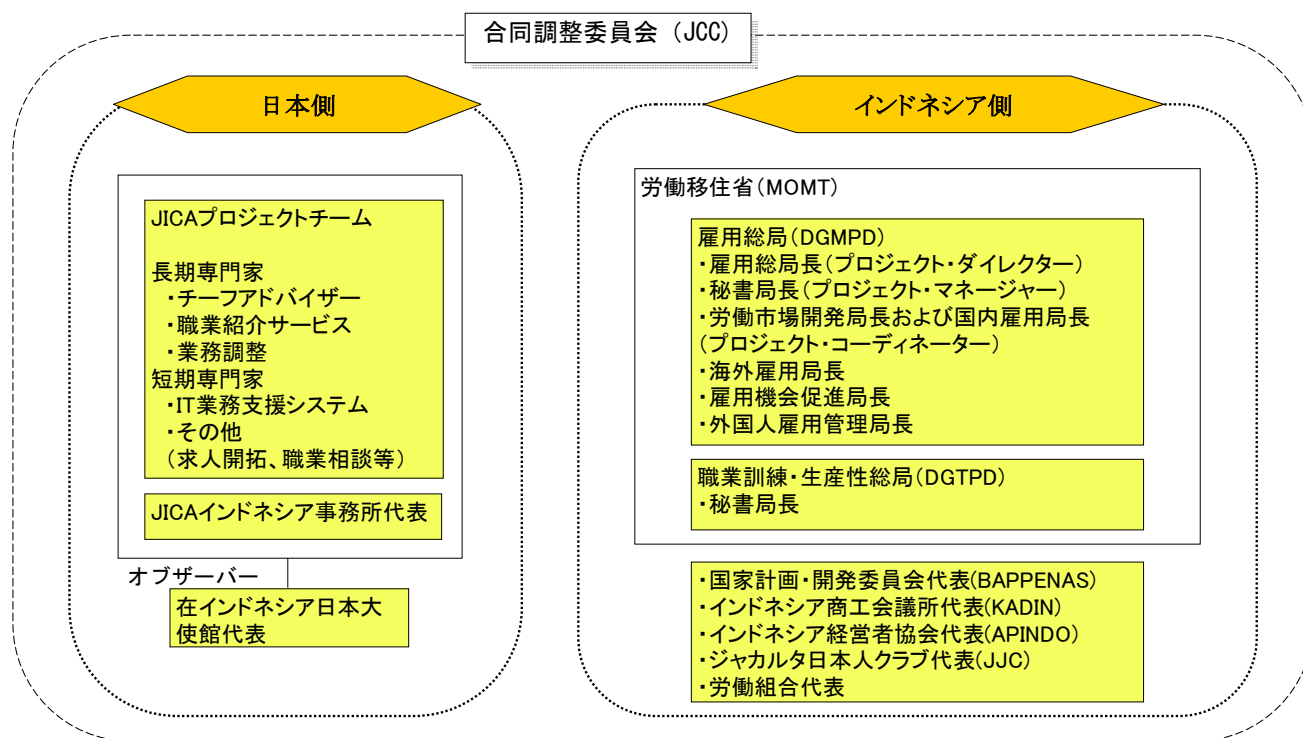 合同調整委員会（JCC）
日本側
JICAプロジェクトチーム
長期専門家
・チーフアドバイザー
・職業紹介サービス
・業務調整
短期専門家
・IT業務支援システム
・その他
（求人開拓、職業相談等）
JICAインドネシア事務所代表
オブザーバー
在インドネシア日本大
使館代表
インドネシア側
労働移住省（MOMT）
雇用総局（DGMPD）
・雇用総局長（プロジェクト・ダイレクター）
・秘書局長（プロジェクト・マネージャー）
・労働市場開発局長および国内雇用局長
（プロジェクト・コーディネーター）
・海外雇用局長
・雇用機会促進局長
・外国人雇用管理局長
職業訓練・生産性総局（DGTPD）
・秘書局長
・国家計画・開発委員会代表(BAPPENAS)
・インドネシア商工会議所代表(KADIN)
・インドネシア経営者協会代表(APINDO)
・ジャカルタ日本人クラブ代表(JJC)
・労働組合代表